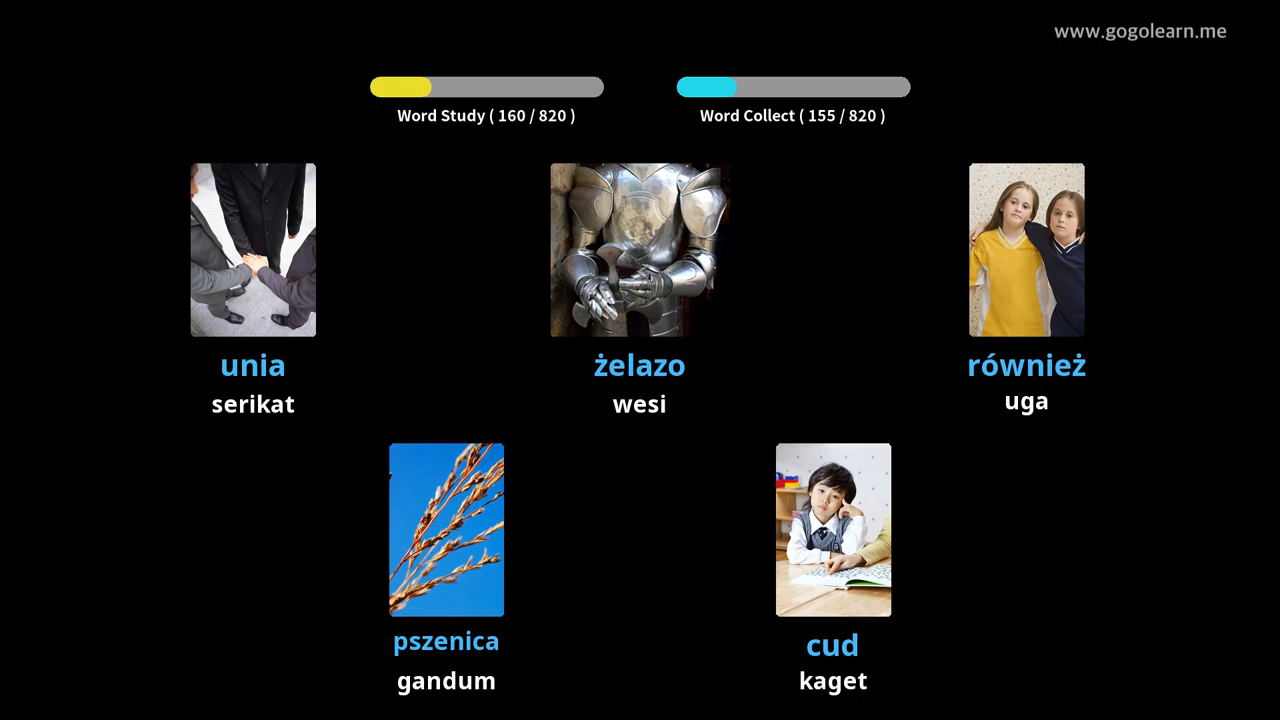 www.gogolearn.me
Word Study ( 160 / 820 )
Word Collect ( 155 / 820 )
unia
serikat
żelazo
wesi
również
uga
pszenica
gandum
cud
kaget